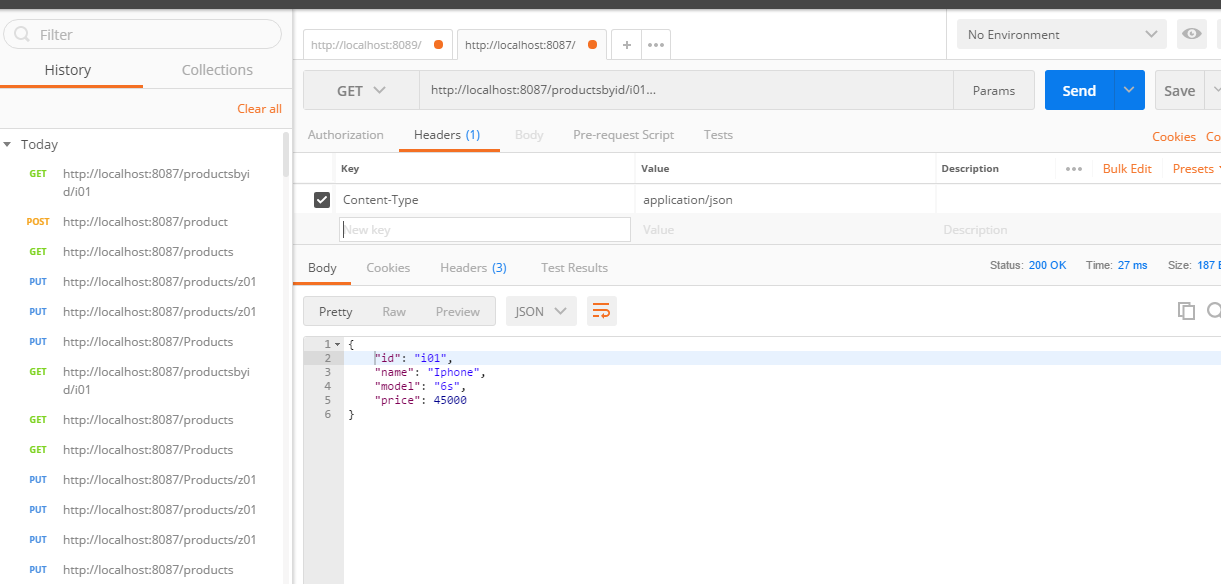 Filter
History Collections
Clear all
Today
GET http://localhost:8087/productsbyi
d/i01
POST http://localhost:8087/product
GET http://localhost:8087/products
PUT http://localhost:8087/products/z01
PUT http://localhost:8087/products/z01
PUT http://localhost:8087/Products
GET http://localhost:8087/productsbyi
d/i01
GET http://localhost:8087/products
GET http://localhost:8087/Products
PUT http://localhost:8087/Products/z01
PUT http://localhost:8087/products/z01
PUT http://localhost:8087/products/z01
PUT http://localhost:8087/products
http://localhost:8089/ http://localhost:8087/ + •••
No Environment
GET http://localhost:8087/productsbyid/i01... Params Send Save
Authorization Headers (1) Body Pre-request Script Tests Cookies Co
Key Value Description ••• Bulk Edit Presets
Content-Type application/json
New key Value Description
Body Cookies Headers (3) Test Results Status: 200 OK Time: 27 ms Size: 187 B
Pretty Raw Preview JSON
1 {
2 "id": "i01",
3 "name": "Iphone",
4 "model": "6s",
5 "price": 45000
6 }